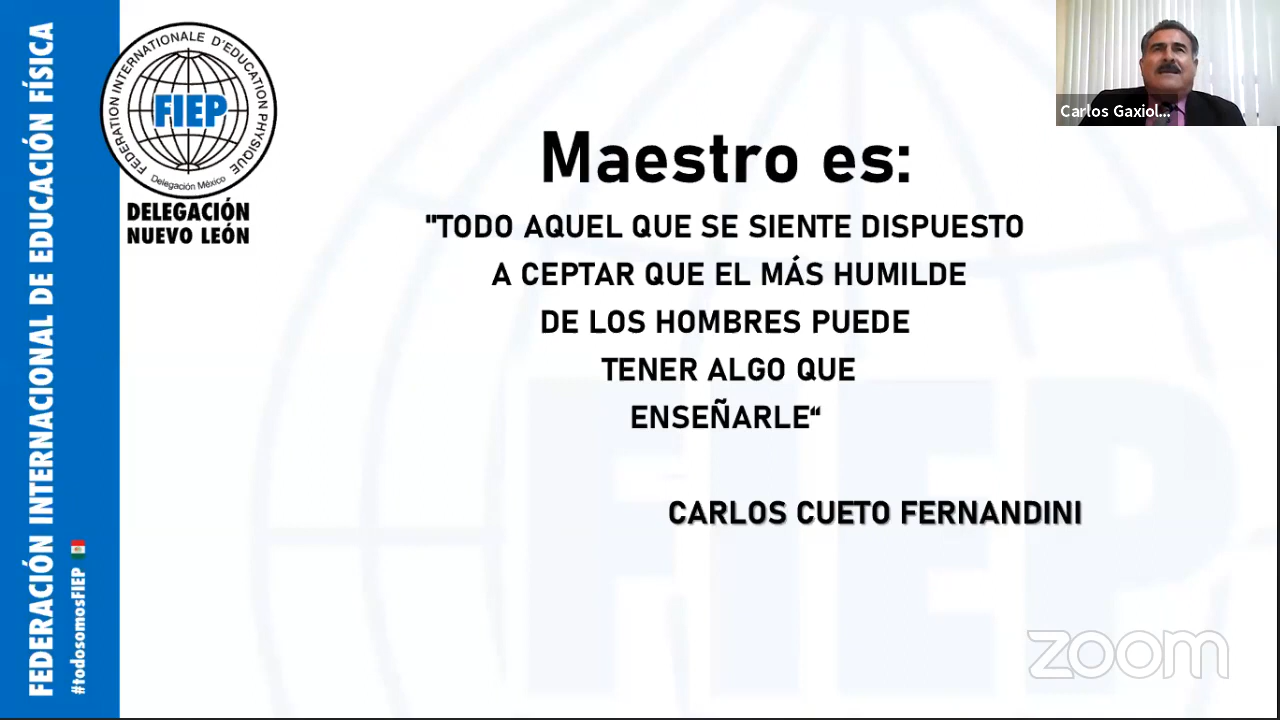 FEDERACIÓN INTERNACIONAL DE EDUCACIÓN FÍSICA
#todosomosFIEP
FEDERATION INTERNATIONALE D'EDUCATION PHYSIQUE
FIEP
Delegación México
DELEGACIÓN
NUEVO LEÓN
Carlos Gaxiol...
Maestro es:
"TODO AQUEL QUE SE SIENTE DISPUESTO
A CEPTAR QUE EL MÁS HUMILDE
DE LOS HOMBRES PUEDE
TENER ALGO QUE
ENSEÑARLE“
CARLOS CUETO FERNANDINI
FIEP
zoom